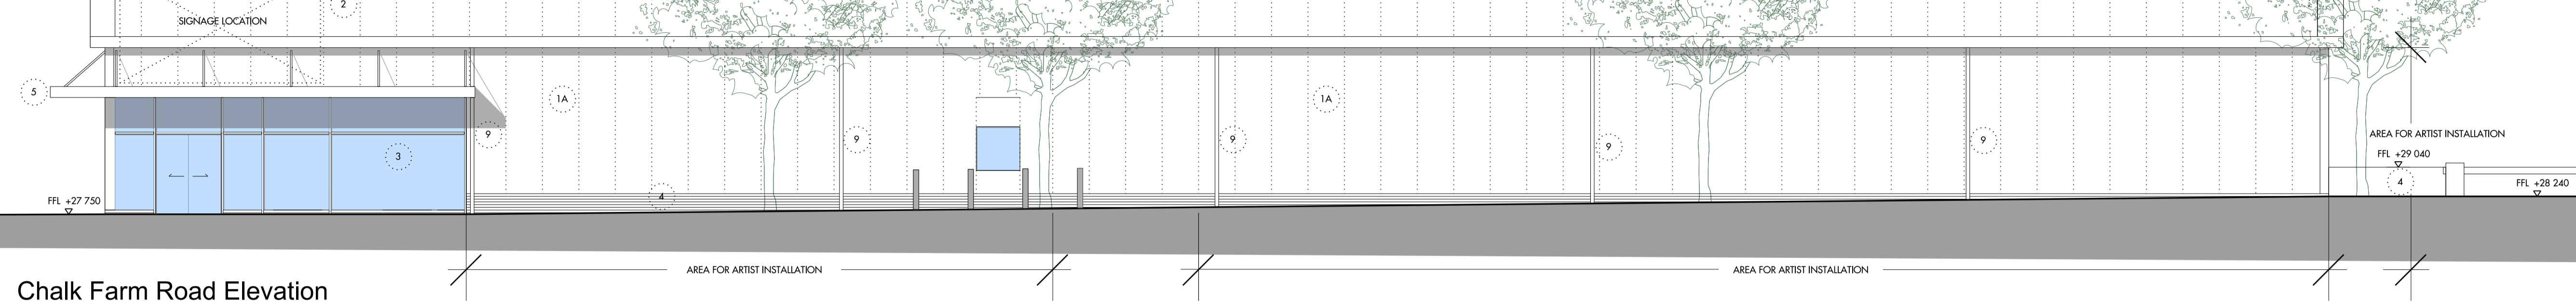 SIGNAGE LOCATION
2
5
1A
1A
9
9
9
9
9
3
4
AREA FOR ARTIST INSTALLATION
FFL +29 040
4
FFL +28 240
FFL +27 750
AREA FOR ARTIST INSTALLATION
AREA FOR ARTIST INSTALLATION
Chalk Farm Road Elevation